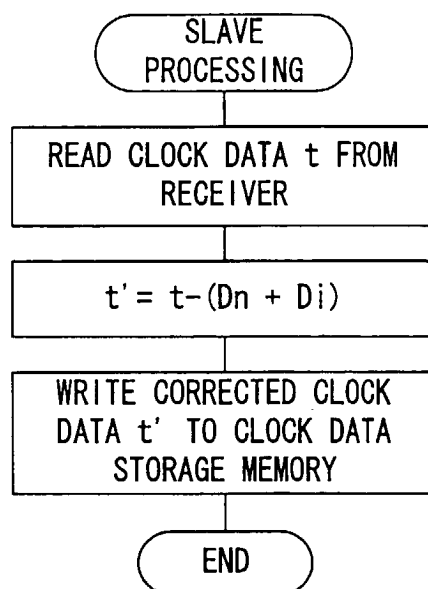 SLAVE
PROCESSING
READ CLOCK DATA t FROM
RECEIVER
t'= t-(Dn + Di)
WRITE CORRECTED CLOCK
DATA t' TO CLOCK DATA
STORAGE MEMORY
END